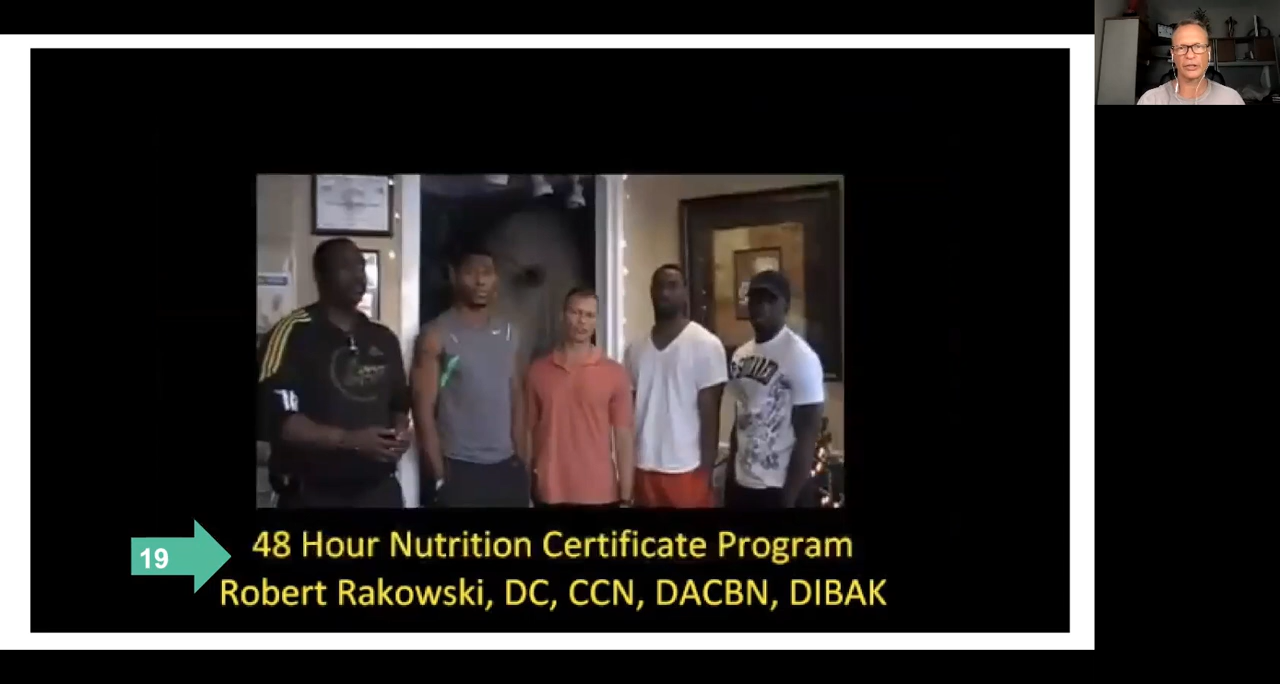 19
48 Hour Nutrition Certificate Program
Robert Rakowski, DC, CCN, DACBN, DIBAK